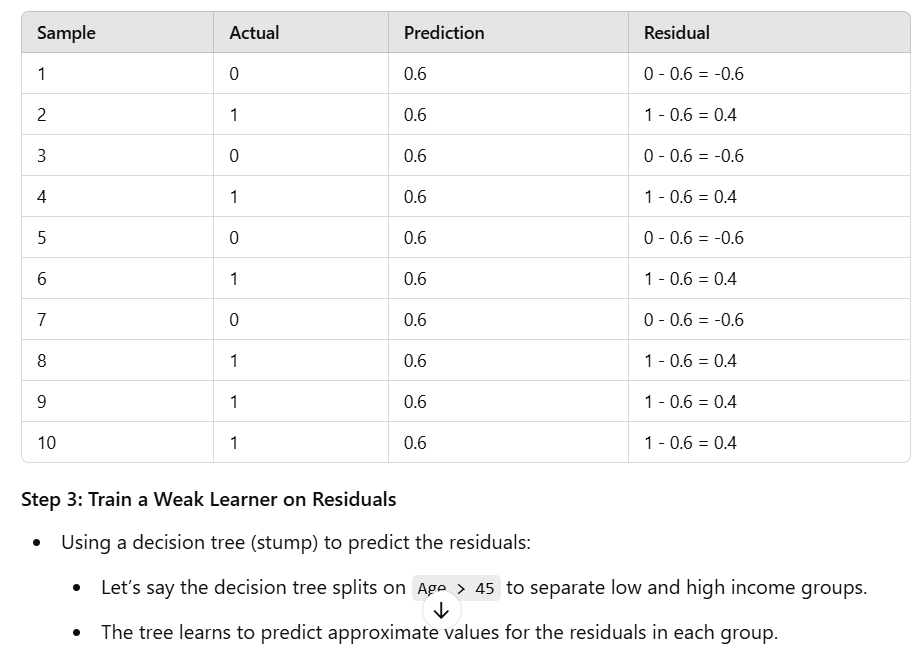 Sample Actual Prediction Residual
1 0 0.6 0 - 0.6 = -0.6
2 1 0.6 1 - 0.6 = 0.4
3 0 0.6 0 - 0.6 = -0.6
4 1 0.6 1 - 0.6 = 0.4
5 0 0.6 0 - 0.6 = -0.6
6 1 0.6 1 - 0.6 = 0.4
7 0 0.6 0 - 0.6 = -0.6
8 1 0.6 1 - 0.6 = 0.4
9 1 0.6 1 - 0.6 = 0.4
10 1 0.6 1 - 0.6 = 0.4
Step 3: Train a Weak Learner on Residuals
• Using a decision tree (stump) to predict the residuals:
• Let’s say the decision tree splits on Age > 45 to separate low and high income groups.
• The tree learns to predict approximate values for the residuals in each group.